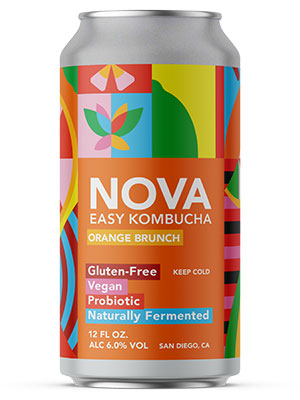 NOVA
EASY KOMBUCHA
ORANGE BRUNCH
Gluten-Free KEEP COLD
Vegan
Probiotic
Naturally Fermented
12 FL OZ.
ALC 6.0% VOL SAN DIEGO, CA